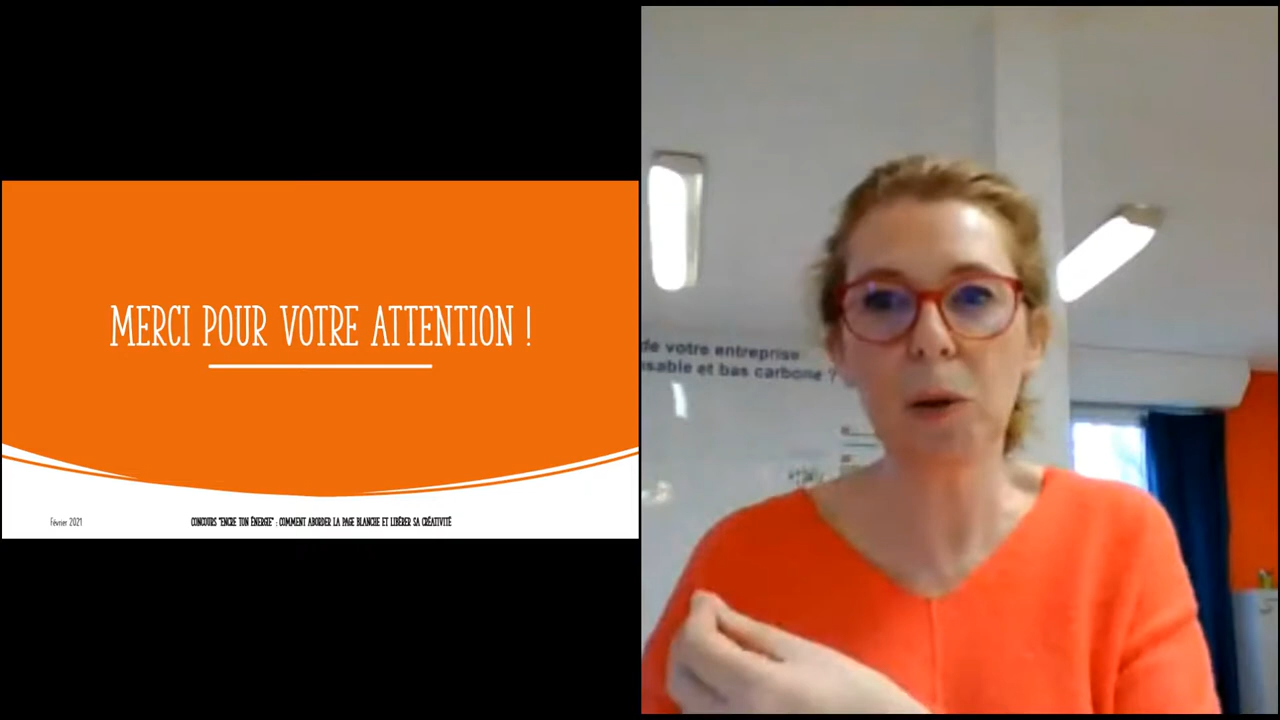 MERCI POUR VOTRE ATTENTION !
Février 2021
CONCOURS "ENCRE TON ÉNERGIE" : COMMENT ABORDER LA PAGE BLANCHE ET LIBÉRER SA CRÉATIVITÉ
de votre entreprise
sable et bas carbone ?